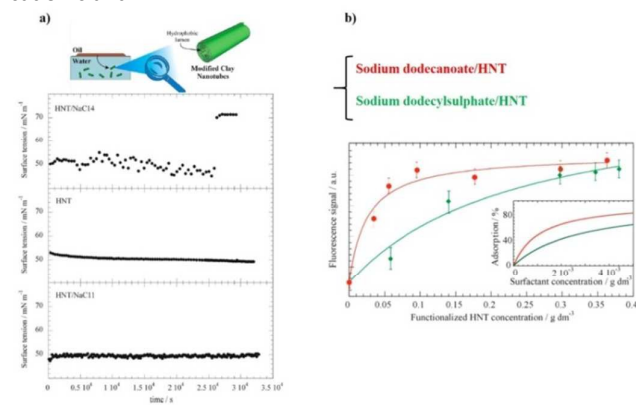 a)
Hydrophobic
lumen
Oil
Water
Modified Clay
Nanotubes
HNT/NaC14
Surface tension / mN m⁻¹
70
60
50
HNT
Surface tension / mN m⁻¹
70
60
50
HNT/NaC11
Surface tension / mN m⁻¹
70
60
50
0 0.5 10⁴ 1 10⁴ 1.5 10⁴ 2 10⁴ 2.5 10⁴ 3 10⁴ 3.5 10⁴
time / s
b)
Sodium dodecanoate/HNT
Sodium dodecylsulphate/HNT
Fluorescence signal / a.u.
Adsorption / %
80
40
0
0 2 10⁻³ 4 10⁻³
Surfactant concentration / g dm⁻³
0 0.05 0.1 0.15 0.2 0.25 0.3 0.35 0.4
Functionalized HNT concentration / g dm⁻³